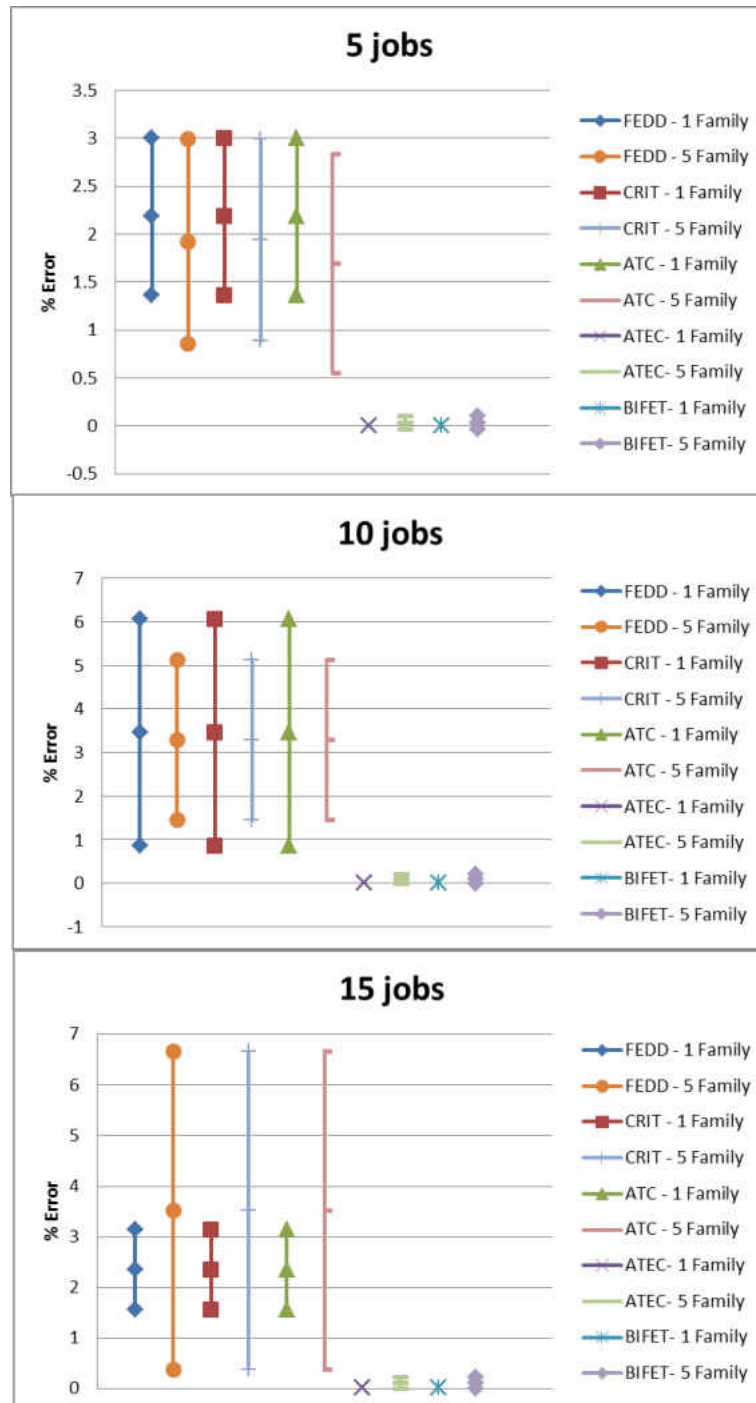 5 jobs
3.5
3
2.5
2
1.5
1
0.5
0
-0.5
% Error
FEDD - 1 Family
FEDD - 5 Family
CRIT - 1 Family
CRIT - 5 Family
ATC - 1 Family
ATC - 5 Family
ATEC- 1 Family
ATEC- 5 Family
BIFET- 1 Family
BIFET- 5 Family
10 jobs
7
6
5
4
3
2
1
0
-1
% Error
FEDD - 1 Family
FEDD - 5 Family
CRIT - 1 Family
CRIT - 5 Family
ATC - 1 Family
ATC - 5 Family
ATEC- 1 Family
ATEC- 5 Family
BIFET- 1 Family
BIFET- 5 Family
15 jobs
7
6
5
4
3
2
1
0
% Error
FEDD - 1 Family
FEDD - 5 Family
CRIT - 1 Family
CRIT - 5 Family
ATC - 1 Family
ATC - 5 Family
ATEC- 1 Family
ATEC- 5 Family
BIFET- 1 Family
BIFET- 5 Family